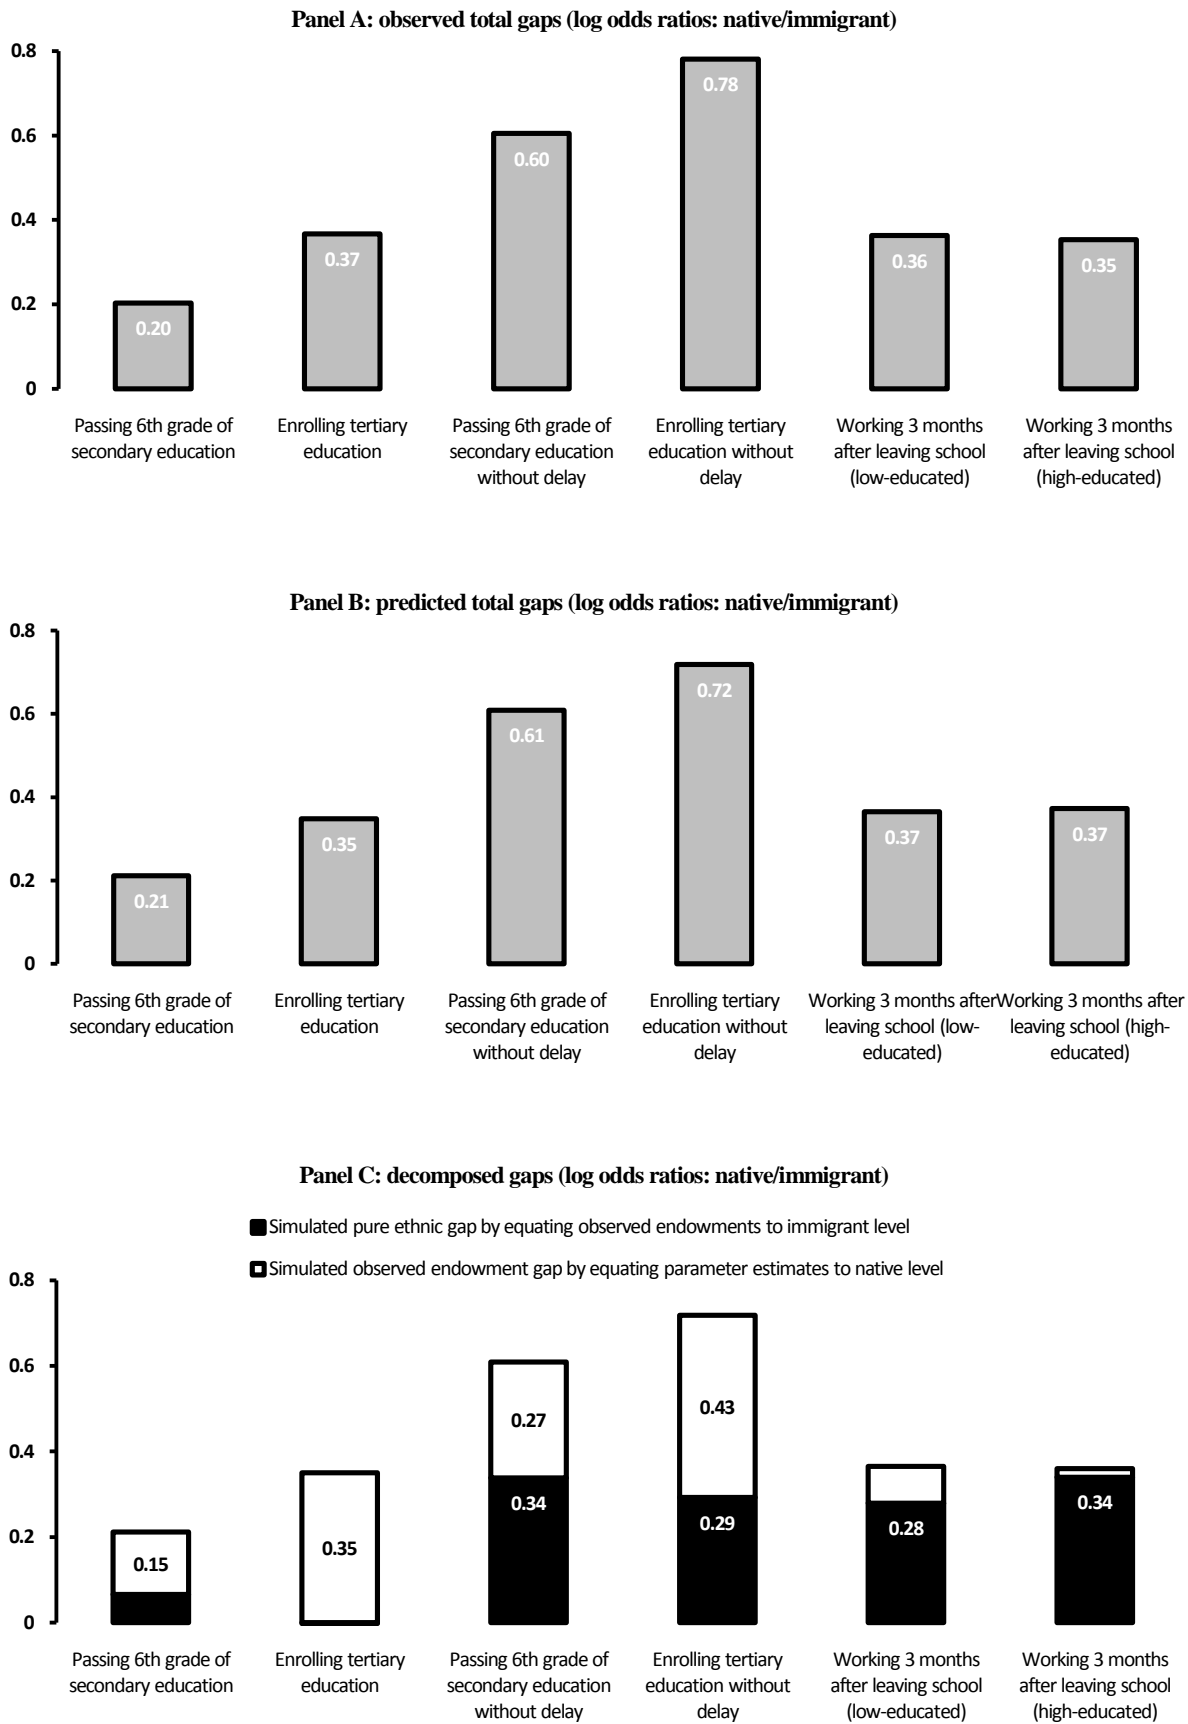 Panel A: observed total gaps (log odds ratios: native/immigrant)
0.8
0.6
0.4
0.2
0
0.20
0.37
0.60
0.78
0.36
0.35
Passing 6th grade of
secondary education
Enrolling tertiary
education
Passing 6th grade of
secondary education
without delay
Enrolling tertiary
education without
delay
Working 3 months
after leaving school
(low-educated)
Working 3 months
after leaving school
(high-educated)
Panel B: predicted total gaps (log odds ratios: native/immigrant)
0.8
0.6
0.4
0.2
0
0.21
0.35
0.61
0.72
0.37
0.37
Passing 6th grade of
secondary education
Enrolling tertiary
education
Passing 6th grade of
secondary education
without delay
Enrolling tertiary
education without
delay
Working 3 months after
leaving school (low-
educated)
Working 3 months after
leaving school (high-
educated)
Panel C: decomposed gaps (log odds ratios: native/immigrant)
Simulated pure ethnic gap by equating observed endowments to immigrant level
Simulated observed endowment gap by equating parameter estimates to native level
0.8
0.6
0.4
0.2
0
0.15
0.35
0.27
0.34
0.43
0.29
0.28
0.34
Passing 6th grade of
secondary education
Enrolling tertiary
education
Passing 6th grade of
secondary education
without delay
Enrolling tertiary
education without
delay
Working 3 months
after leaving school
(low-educated)
Working 3 months
after leaving school
(high-educated)